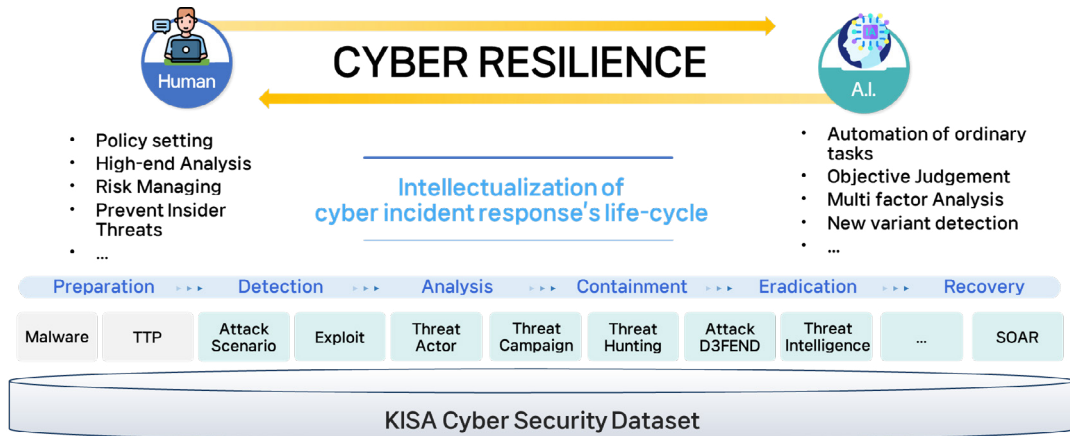 CYBER RESILIENCE
Human
A.I.
• Policy setting
• High-end Analysis
• Risk Managing
• Prevent Insider
Threats
• ...
Intellectualization of
cyber incident response's life-cycle
• Automation of ordinary
tasks
• Objective Judgement
• Multi factor Analysis
• New variant detection
• ...
Preparation Detection Analysis Containment Eradication Recovery
Malware
TTP
Attack
Scenario
Exploit
Threat
Actor
Threat
Campaign
Threat
Hunting
Attack
D3FEND
Threat
Intelligence
...
SOAR
KISA Cyber Security Dataset